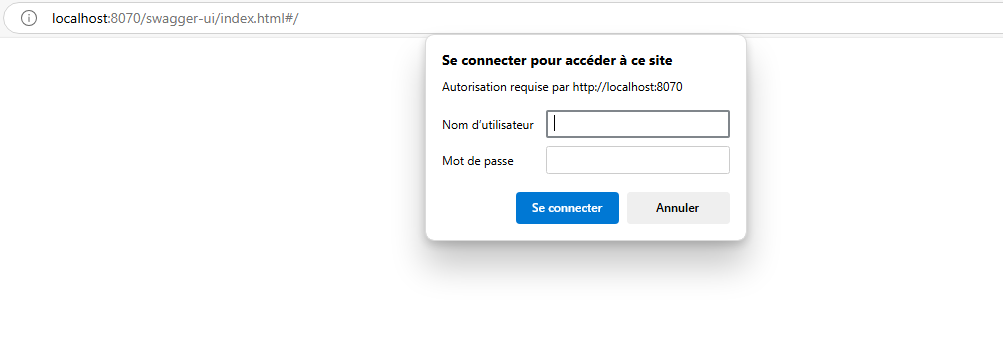 localhost:8070/swagger-ui/index.html#/
Se connecter pour accéder à ce site
Autorisation requise par http://localhost:8070
Nom d'utilisateur
Mot de passe
Se connecter Annuler